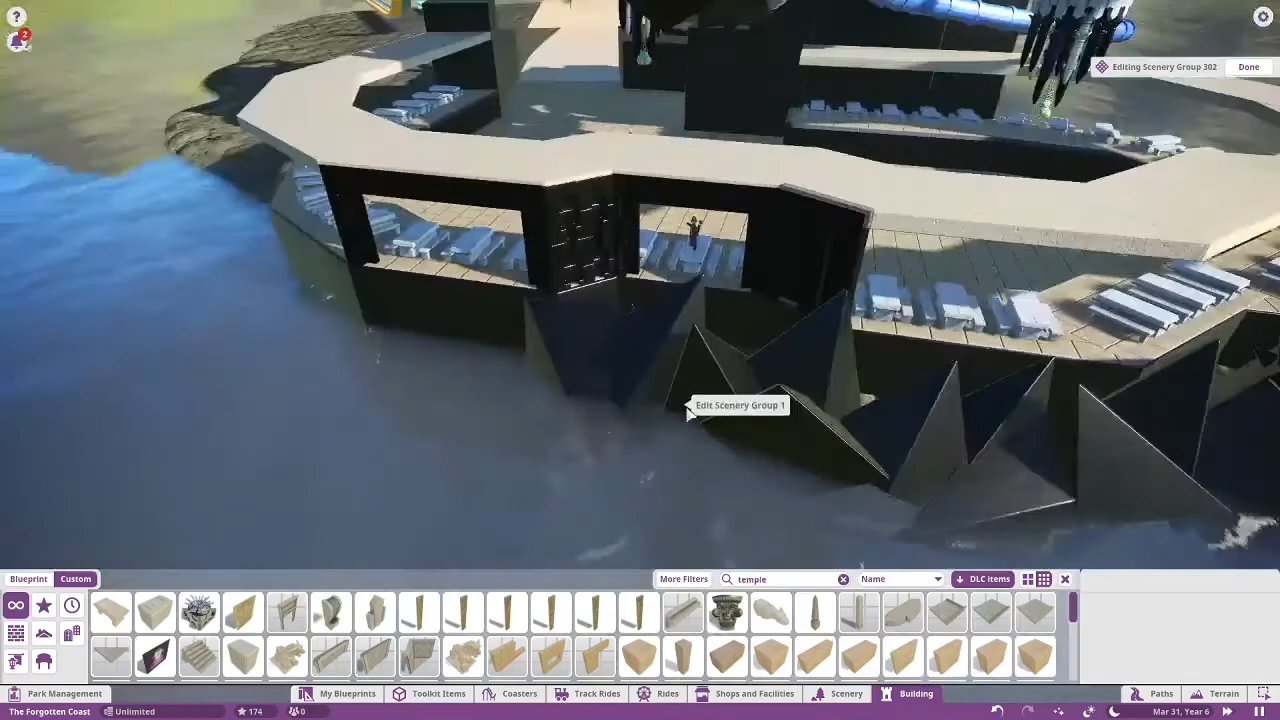 ?
2
Editing Scenery Group 302 Done
Edit Scenery Group 1
Blueprint Custom More Filters temple Name DLC items
Park Management My Blueprints Toolkit Items Coasters Track Rides Rides Shops and Facilities Scenery Building Paths Terrain
The Forgotten Coast Unlimited 174 0 Mar 31, Year 6